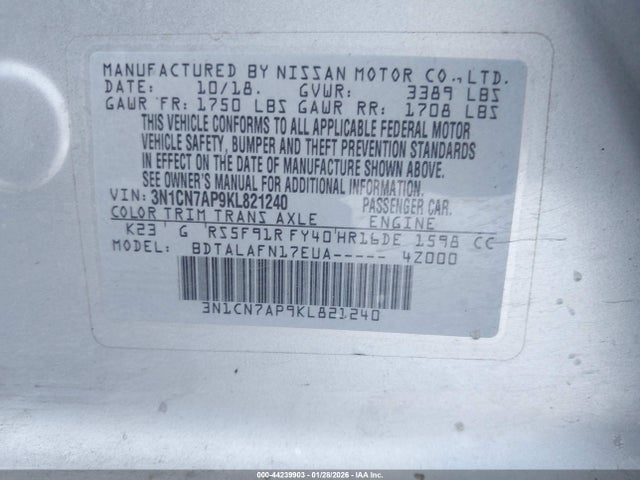 MANUFACTURED BY NISSAN MOTOR CO.,LTD.
DATE: 10/18. GVWR: 3389 LBS
GAWR FR: 1750 LBS GAWR RR: 1708 LBS
THIS VEHICLE CONFORMS TO ALL APPLICABLE FEDERAL MOTOR
VEHICLE SAFETY, BUMPER AND THEFT PREVENTION STANDARDS
IN EFFECT ON THE DATE OF MANUFACTURE SHOWN ABOVE.
SEE OWNER'S MANUAL FOR ADDITIONAL INFORMATION
VIN: 3N1CN7AP9KL821240 PASSENGER CAR.
COLOR TRIM TRANS AXLE ENGINE
K23 G RS5F91R FY40 HR16DE 1598 CC
MODEL: BDTALAFN17EUA----- 4Z000
3N1CN7AP9KL821240
000-44239903 - 01/28/2026 - IAA Inc.